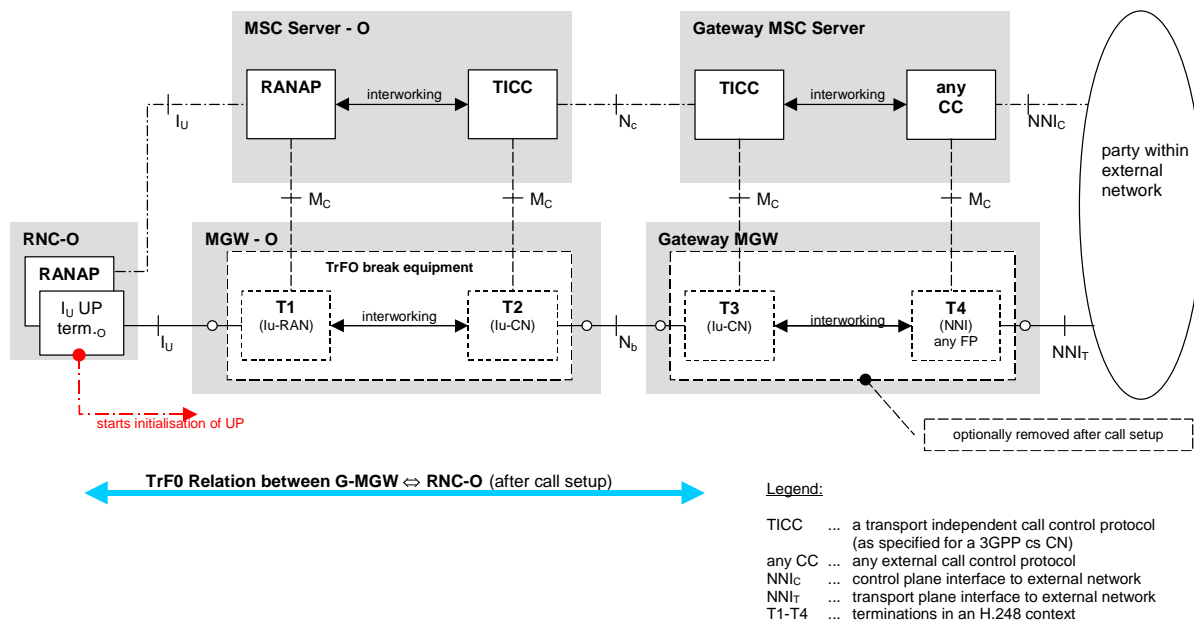 MSC Server - O
Gateway MSC Server
RANAP
interworking
TICC
TICC
interworking
any
CC
IU
Nc
NNIC
party within
external
network
MC
MC
MC
MC
RNC-O
MGW - O
Gateway MGW
RANAP
TrFO break equipment
IU UP
term.O
T1
(Iu-RAN)
interworking
T2
(Iu-CN)
T3
(Iu-CN)
interworking
T4
(NNI)
any FP
IU
Nb
NNIT
starts initialisation of UP
optionally removed after call setup
TrF0 Relation between G-MGW ⇔ RNC-O (after call setup)
Legend:
TICC ... a transport independent call control protocol
(as specified for a 3GPP cs CN)
any CC ... any external call control protocol
NNIC ... control plane interface to external network
NNIT ... transport plane interface to external network
T1-T4 ... terminations in an H.248 context